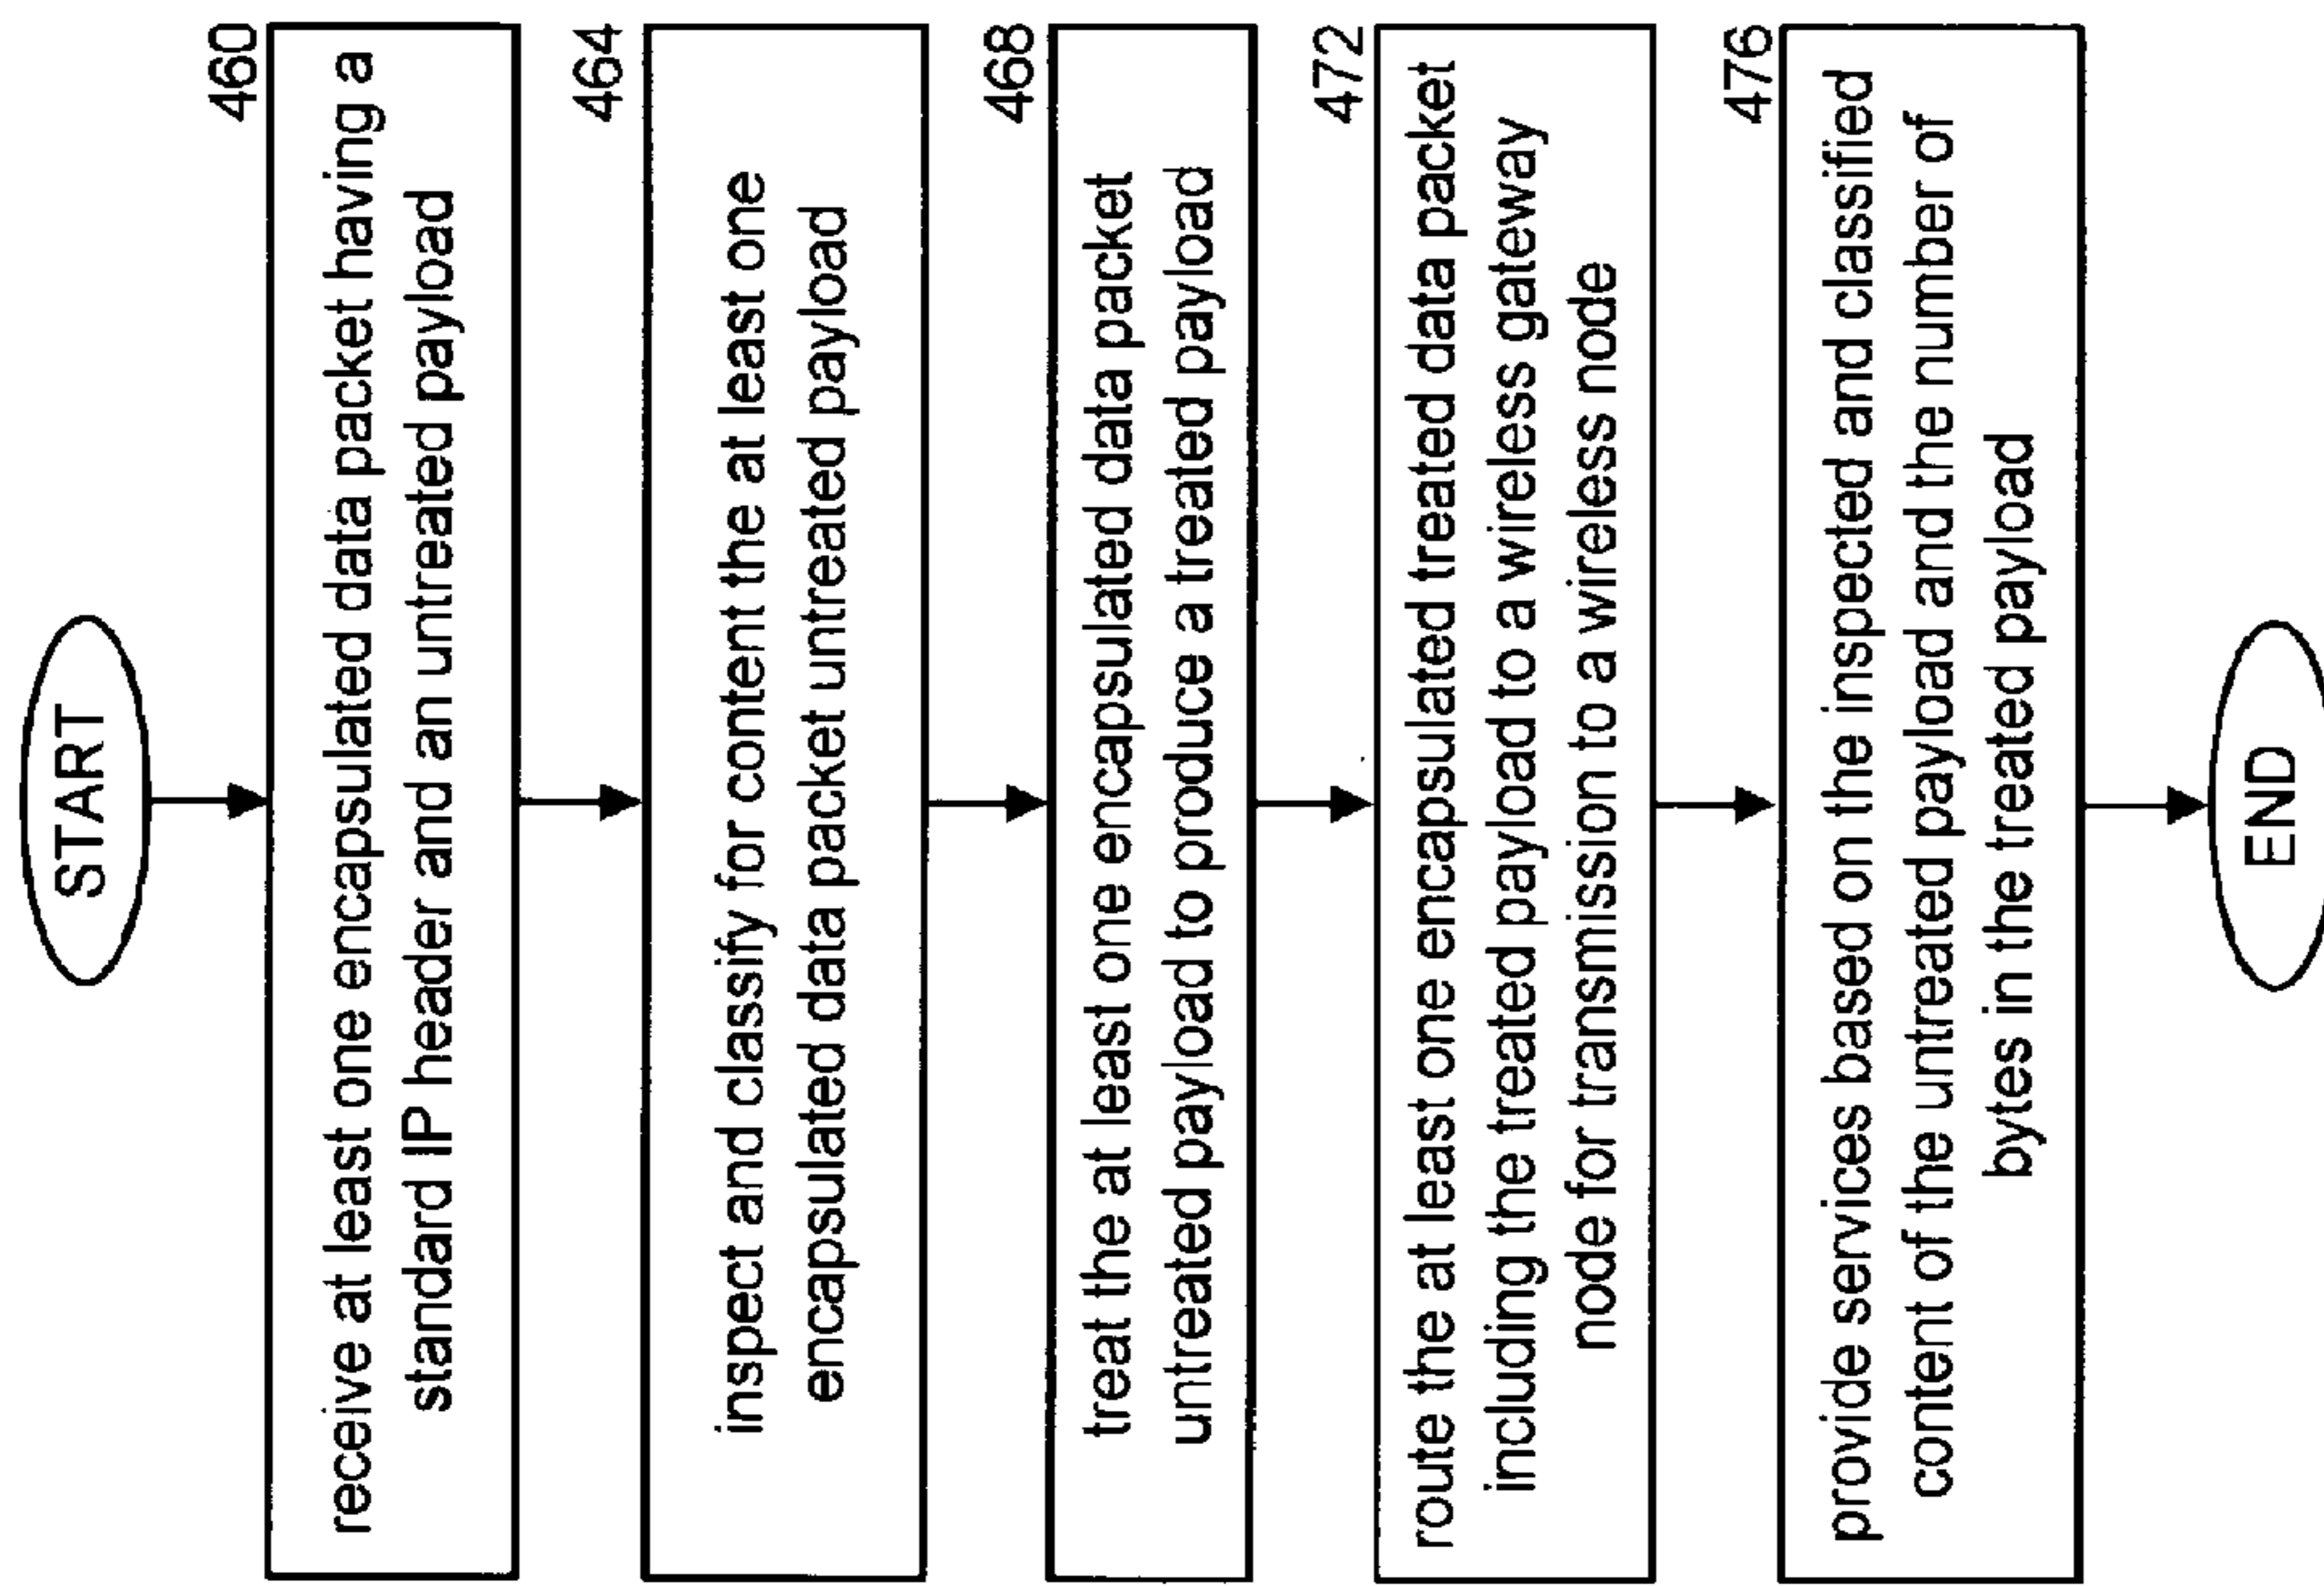 START
460
receive at least one encapsulated data packet having a
standard IP header and an untreated payload
464
inspect and classify for content the at least one
encapsulated data packet untreated payload
468
treat the at least one encapsulated data packet
untreated payload to produce a treated payload
472
route the at least one encapsulated treated data packet
including the treated payload to a wireless gateway
node for transmission to a wireless node
476
provide services based on the inspected and classified
content of the untreated payload and the number of
bytes in the treated payload
END